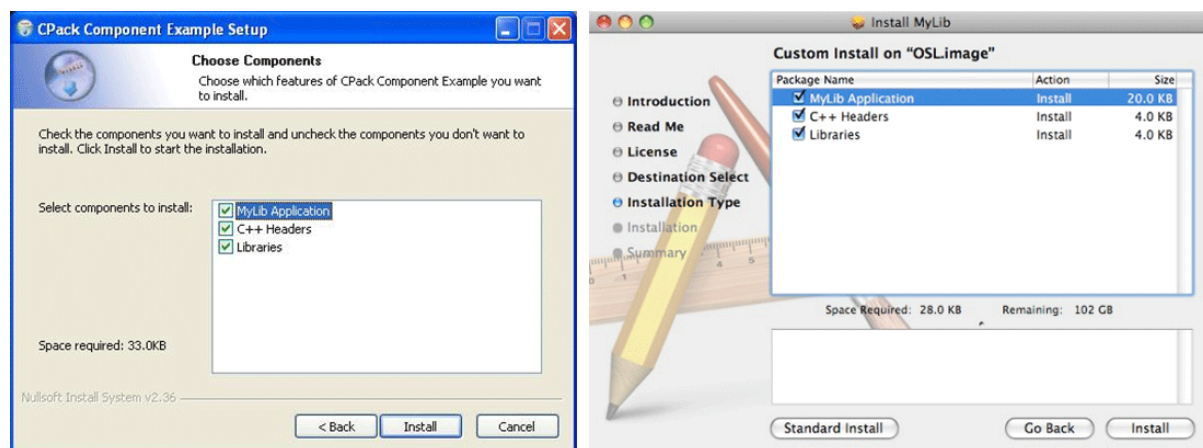 CPack Component Example Setup
Choose Components
Choose which features of CPack Component Example you want
to install.
Check the components you want to install and uncheck the components you don't want to
install. Click Install to start the installation.
Select components to install:
MyLib Application
C++ Headers
Libraries
Space required: 33.0KB
Nullsoft Install System v2.36
< Back
Install
Cancel
Install MyLib
Custom Install on “OSL.image”
Introduction
Read Me
License
Destination Select
Installation Type
Installation
Summary
Package Name Action Size
MyLib Application Install 20.0 KB
C++ Headers Install 4.0 KB
Libraries Install 4.0 KB
Space Required: 28.0 KB Remaining: 102 GB
Standard Install
Go Back
Install